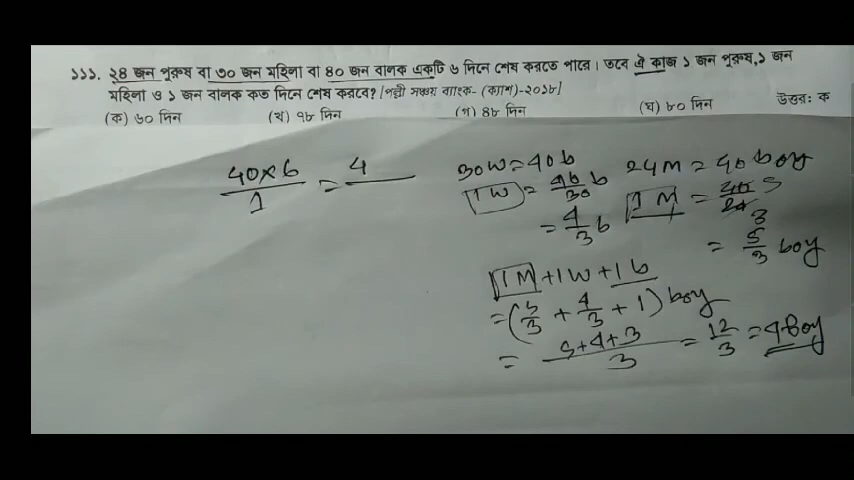 ১১১. ২৪ জন পুরুষ বা ৩০ জন মহিলা বা ৪০ জন বালক একটি ৬ দিনে শেষ করতে পারে। তবে ঐ কাজ ১ জন পুরুষ, ১ জন
মহিলা ও ১ জন বালক কত দিনে শেষ করবে? [পল্লী সঞ্চয় ব্যাংক- (ক্যাশ)-২০১৮]
(ক) ৬০ দিন (খ) ৭৮ দিন (গ) ৪৮ দিন (ঘ) ৮০ দিন উত্তর: ক
40×6/1 = 4
30W = 40b
1W = 40/30 b
= 4/3 b
24M = 40 boy
1 M = 40/24 5 3
= 5/3 boy
1M + 1W + 1b
= (5/3 + 4/3 + 1) boy
= 5+4+3/3 = 12/3 = 4 Boy